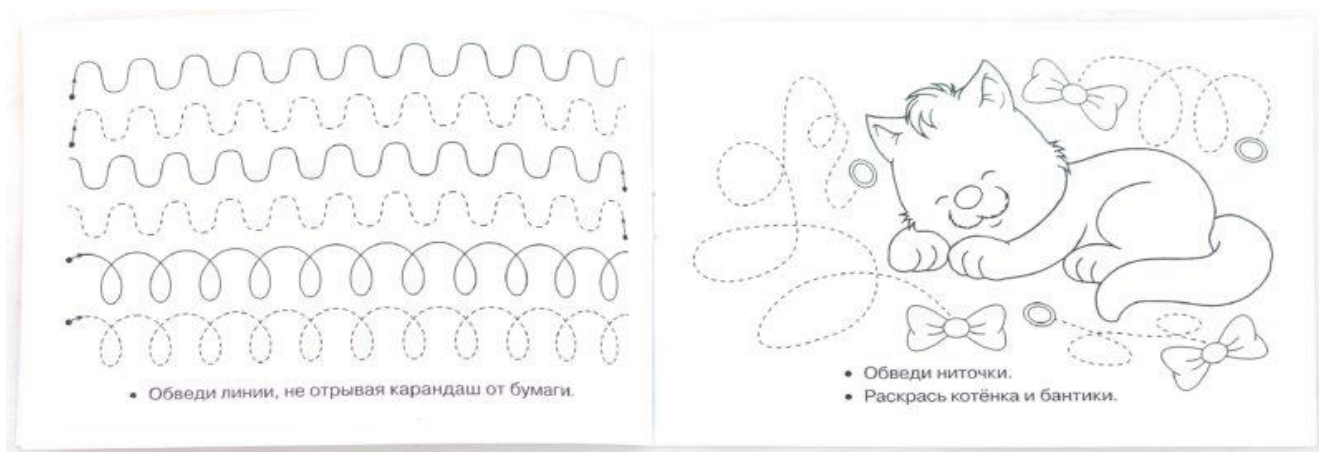 • Обведи линии, не отрывая карандаш от бумаги.
• Обведи ниточки.
• Раскрась котёнка и бантики.